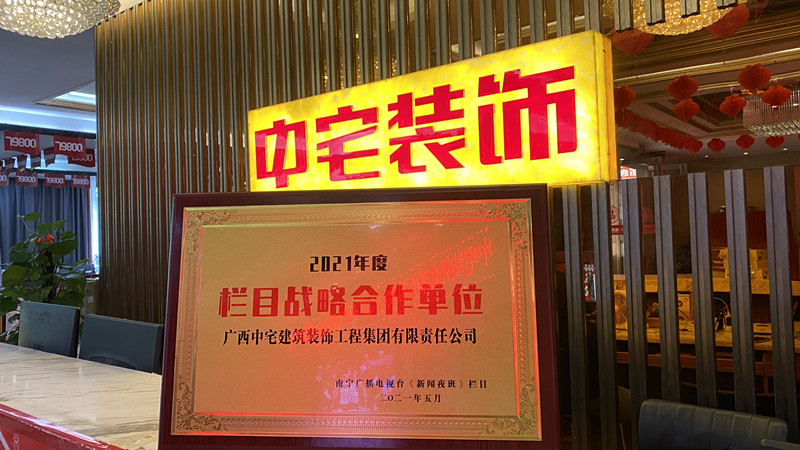 中宅装饰
79800
79800
2021年度
栏目战略合作单位
广西中宅建筑装饰工程集团有限责任公司
南宁广播电视台《新闻夜班》栏目
二〇二一年五月